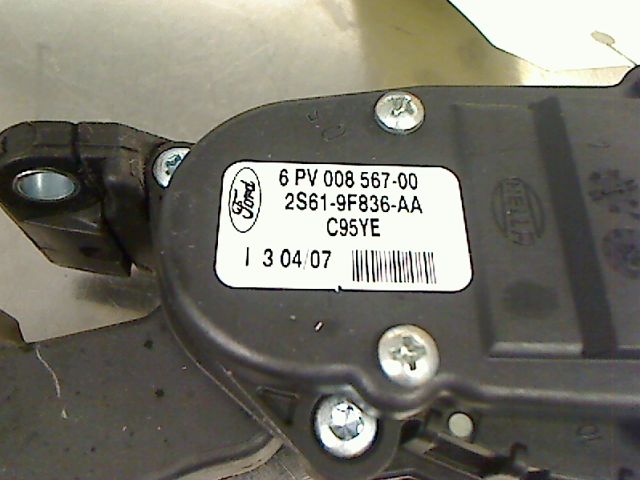 Ford
6 PV 008 567-00
2S61-9F836-AA
C95YE
I 3 04/07
HELLA